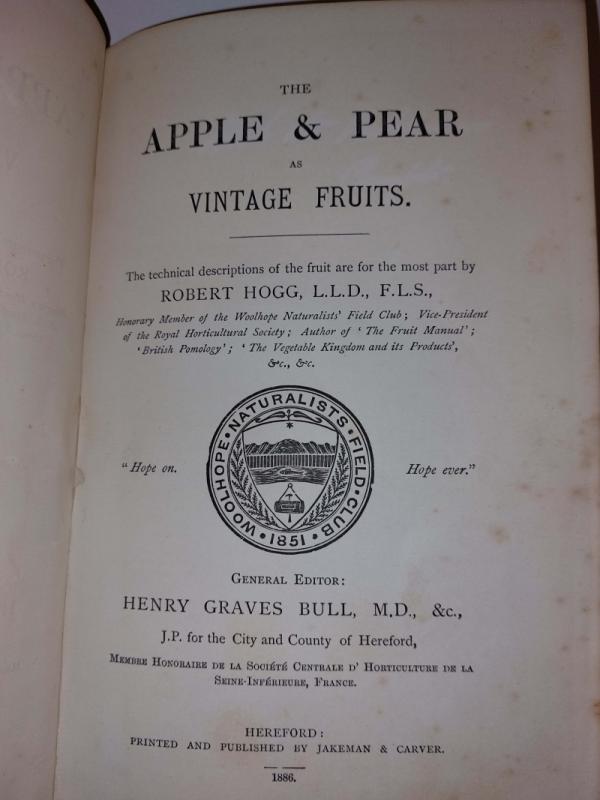 THE
APPLE & PEAR
AS
VINTAGE FRUITS.
The technical descriptions of the fruit are for the most part by
ROBERT HOGG, L.L.D., F.L.S.,
Honorary Member of the Woolhope Naturalists' Field Club; Vice-President
of the Royal Horticultural Society; Author of 'The Fruit Manual';
'British Pomology'; 'The Vegetable Kingdom and its Products',
&c., &c.
"Hope on.
WOOLHOPE · NATURALISTS · FIELD · CLUB · 1851 ·
Hope ever."
GENERAL EDITOR:
HENRY GRAVES BULL, M.D., &c.,
J.P. for the City and County of Hereford,
MEMBRE HONORAIRE DE LA SOCIÉTÉ CENTRALE D' HORTICULTURE DE LA
SEINE-INFÉRIEURE, FRANCE.
HEREFORD:
PRINTED AND PUBLISHED BY JAKEMAN & CARVER.
1886.